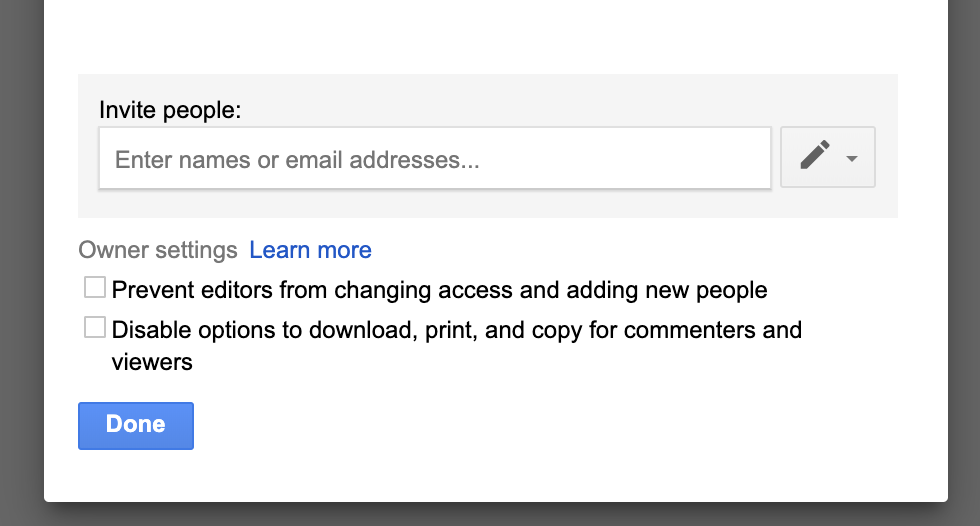 Invite people:
Enter names or email addresses...
Owner settings Learn more
Prevent editors from changing access and adding new people
Disable options to download, print, and copy for commenters and
viewers
Done